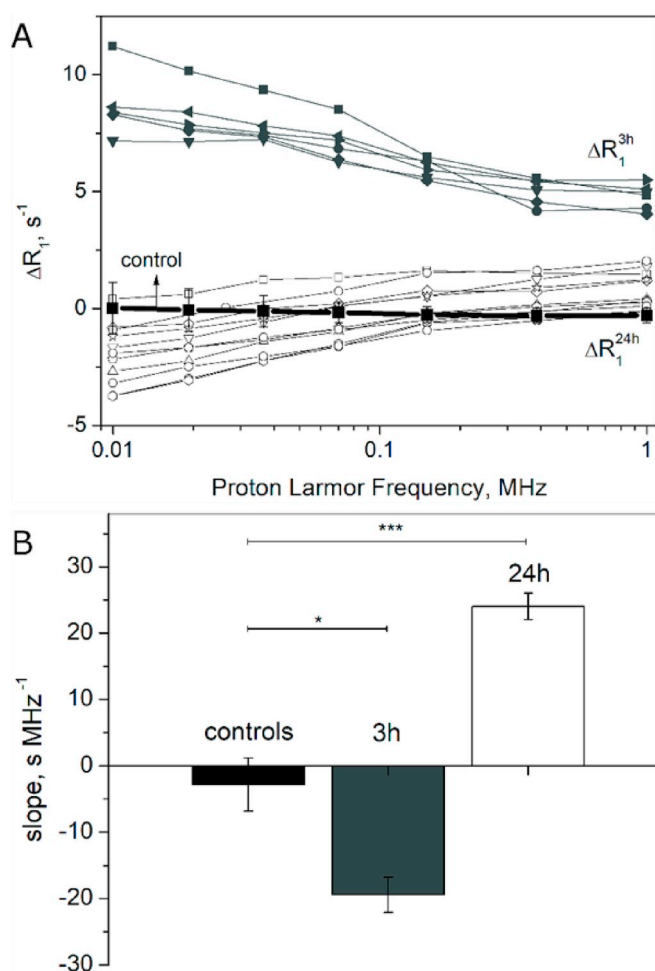 A
10
5
0
-5
ΔR₁, s⁻¹
control
ΔR₁³ʰ
ΔR₁²⁴ʰ
0.01
0.1
1
Proton Larmor Frequency, MHz
B
30
20
10
0
-10
-20
-30
slope, s MHz⁻¹
***
24h
*
controls
3h